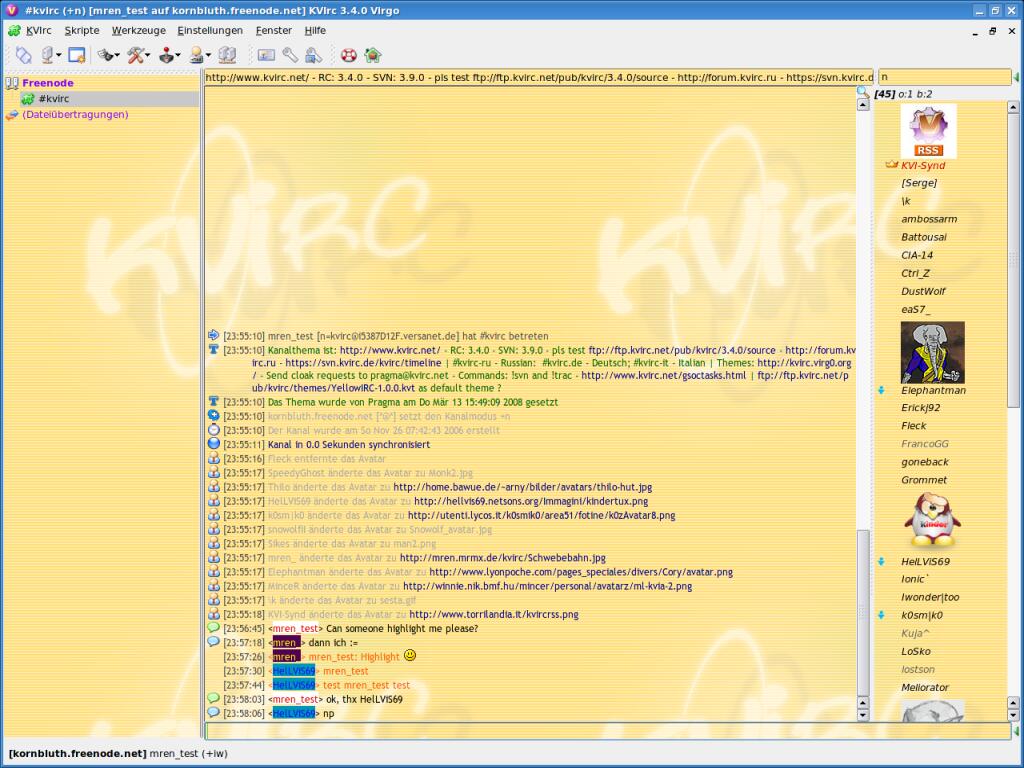 #kvirc (+n) [mren_test auf kornbluth.freenode.net] KVIrc 3.4.0 Virgo
KVIrc Skripte Werkzeuge Einstellungen Fenster Hilfe
Freenode
#kvirc
(Dateiübertragungen)
http://www.kvirc.net/ - RC: 3.4.0 - SVN: 3.9.0 - pls test ftp://ftp.kvirc.net/pub/kvirc/3.4.0/source - http://forum.kvirc.ru - https://svn.kvirc.d
n
[23:55:10] mren_test [n=kvirc@i5387D12F.versanet.de] hat #kvirc betreten
[23:55:10] Kanalthema ist: http://www.kvirc.net/ - RC: 3.4.0 - SVN: 3.9.0 - pls test ftp://ftp.kvirc.net/pub/kvirc/3.4.0/source - http://forum.kv
irc.ru - https://svn.kvirc.de/kvirc/timeline | #kvirc-ru - Russian: #kvirc.de - Deutsch; #kvirc-it - Italian | Themes: http://kvirc.virg0.org
/ - Send cloak requests to pragma@kvirc.net - Commands: !svn and !trac - http://www.kvirc.net/gsoctasks.html | ftp://ftp.kvirc.net/p
ub/kvirc/themes/YellowIRC-1.0.0.kvt as default theme ?
[23:55:10] Das Thema wurde von Pragma am Do Mär 13 15:49:09 2008 gesetzt
[23:55:10] kornbluth.freenode.net ["@"] setzt den Kanalmodus +n
[23:55:10] Der Kanal wurde am So Nov 26 07:42:43 2006 erstellt
[23:55:11] Kanal in 0.0 Sekunden synchronisiert
[23:55:16] Fleck entfernte das Avatar
[23:55:17] SpeedyGhost änderte das Avatar zu Monk2.jpg
[23:55:17] Thilo änderte das Avatar zu http://home.bawue.de/~arny/bilder/avatars/thilo-hut.jpg
[23:55:17] HelLVIS69 änderte das Avatar zu http://hellvis69.netsons.org/immagini/kindertux.png
[23:55:17] k0sm|k0 änderte das Avatar zu http://utenti.lycos.it/k0smik0/area51/fotine/k0zAvatar8.png
[23:55:17] snowolfII änderte das Avatar zu Snowolf_avatar.jpg
[23:55:17] Sikes änderte das Avatar zu man2.png
[23:55:17] mren_ änderte das Avatar zu http://mren.mrmx.de/kvirc/Schwebebahn.jpg
[23:55:17] Elephantman änderte das Avatar zu http://www.lyonpoche.com/pages_speciales/divers/Cory/avatar.png
[23:55:17] MinceR änderte das Avatar zu http://winnie.nik.bmf.hu/mincer/personal/avatarz/ml-kvia-2.png
[23:55:17] \k änderte das Avatar zu sesta.gif
[23:55:18] KVI-Synd änderte das Avatar zu http://www.torrilandia.it/kvircrss.png
[23:56:45] <mren_test> Can someone highlight me please?
[23:57:18] <mren_> dann ich :=
[23:57:26] <mren_> mren_test: Highlight
[23:57:30] <HelLVIS69> mren_test
[23:57:44] <HelLVIS69> test mren_test test
[23:58:03] <mren_test> ok, thx HelLVIS69
[23:58:06] <HelLVIS69> np
[45] o:1 b:2
RSS
KVI-Synd
[Serge]
\k
ambossarm
Battousai
CIA-14
Ctrl_Z
DustWolf
eaS7_
Elephantman
ErickJ92
Fleck
FrancoGG
goneback
Grommet
kinder
HelLVIS69
Ionic`
Iwonder|too
k0sm|k0
Kuja^
LoSko
lostson
Meliorator
KVIRC
KVIRC
[kornbluth.freenode.net] mren_test (+iw)